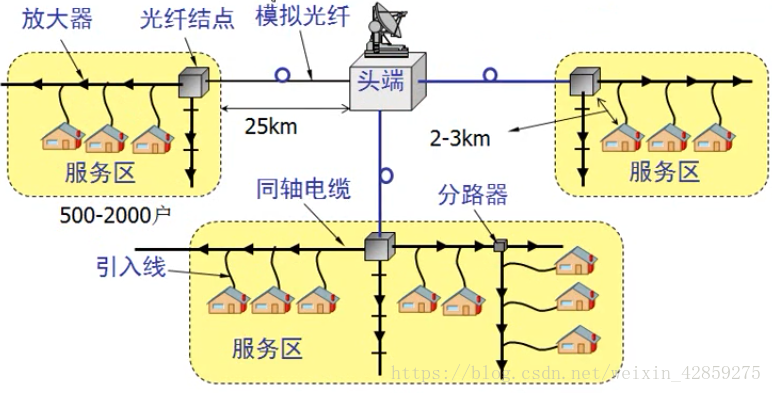 放大器
光纤结点
模拟光纤
头端
25km
2-3km
服务区
服务区
500-2000户
同轴电缆
分路器
引入线
服务区
https://blog.csdn.net/weixin_42859275